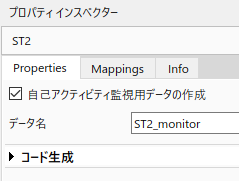 プロパティ インスペクター
ST2
Properties Mappings Info
自己アクティビティ監視用データの作成
データ名 ST2_monitor
コード生成